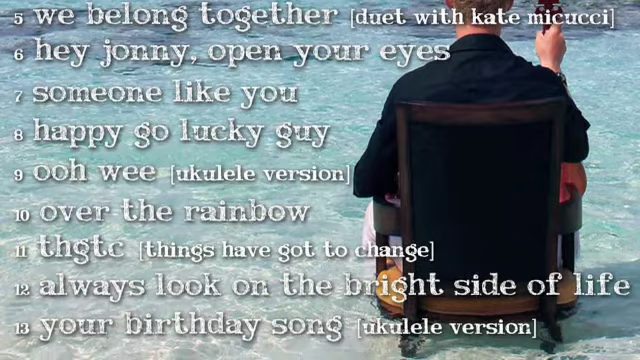 5 we belong together [duet with kate micucci]
6 hey jonny, open your eyes
7 someone like you
8 happy go lucky guy
9 ooh wee [ukulele version]
10 over the rainbow
11 thgtc [things have got to change]
12 always look on the bright side of life
13 your birthday song [ukulele version]